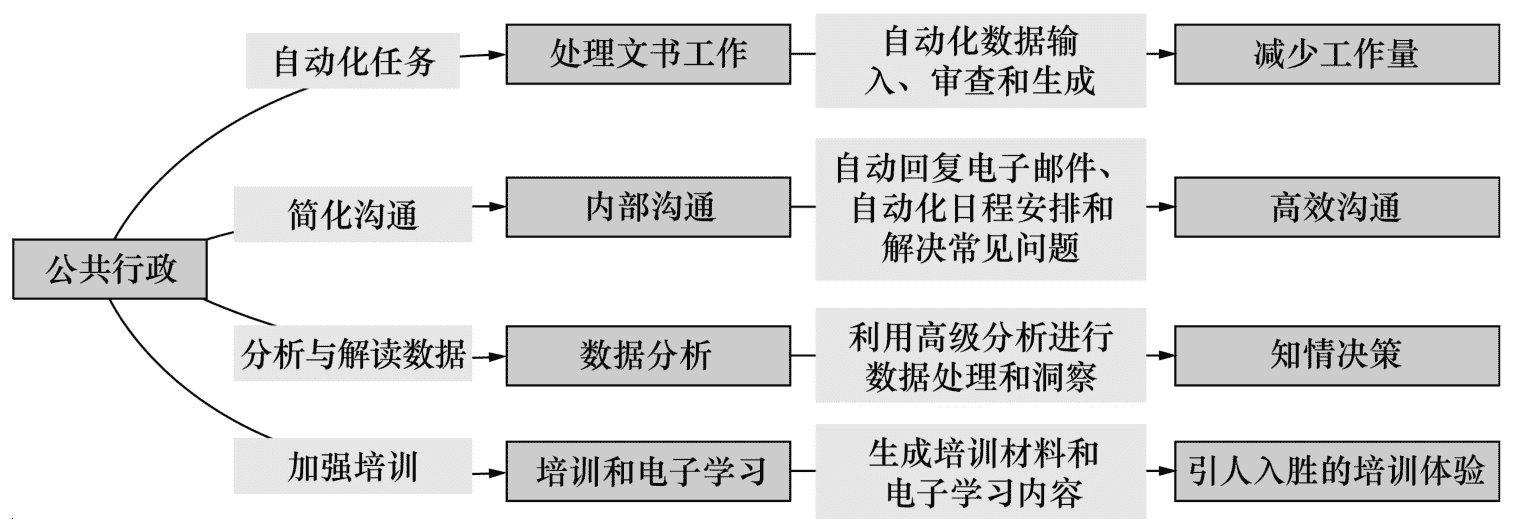 自动化任务
处理文书工作
自动化数据输
入、审查和生成
减少工作量
简化沟通
内部沟通
自动回复电子邮件、
自动化日程安排和
解决常见问题
高效沟通
公共行政
分析与解读数据
数据分析
利用高级分析进行
数据处理和洞察
知情决策
加强培训
培训和电子学习
生成培训材料和
电子学习内容
引人入胜的培训体验